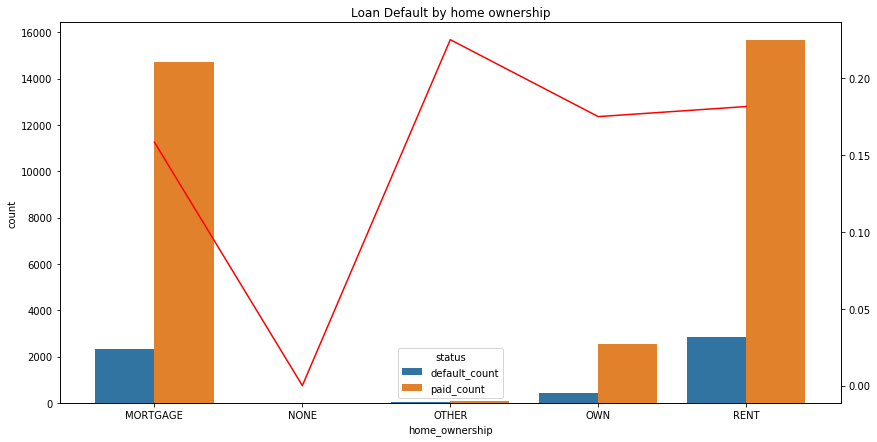 Loan Default by home ownership
16000
14000
12000
10000
8000
6000
4000
2000
0
count
0.20
0.15
0.10
0.05
0.00
status
default_count
paid_count
MORTGAGE NONE OTHER OWN RENT
home_ownership